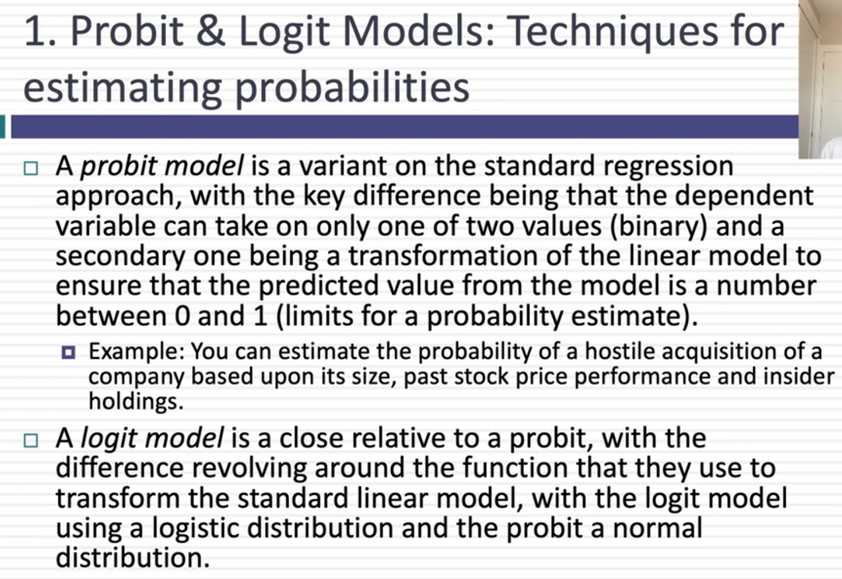 1. Probit & Logit Models: Techniques for
estimating probabilities
A probit model is a variant on the standard regression
approach, with the key difference being that the dependent
variable can take on only one of two values (binary) and a
secondary one being a transformation of the linear model to
ensure that the predicted value from the model is a number
between 0 and 1 (limits for a probability estimate).
Example: You can estimate the probability of a hostile acquisition of a
company based upon its size, past stock price performance and insider
holdings.
A logit model is a close relative to a probit, with the
difference revolving around the function that they use to
transform the standard linear model, with the logit model
using a logistic distribution and the probit a normal
distribution.